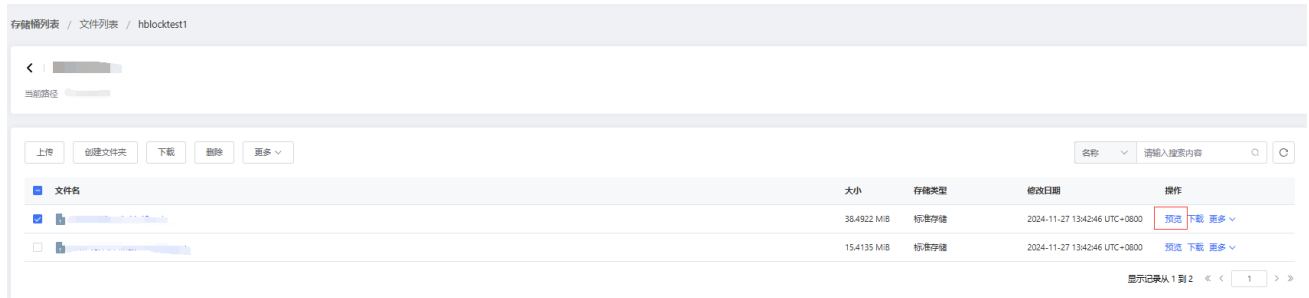 存储桶列表 / 文件列表 / hblocktest1
当前路径
上传 创建文件夹 下载 删除 更多
名称 请输入搜索内容
文件名 大小 存储类型 修改日期 操作
38.4922 MiB 标准存储 2024-11-27 13:42:46 UTC+0800 预览 下载 更多
15.4135 MiB 标准存储 2024-11-27 13:42:46 UTC+0800 预览 下载 更多
显示记录从 1 到 2 « < 1 > »